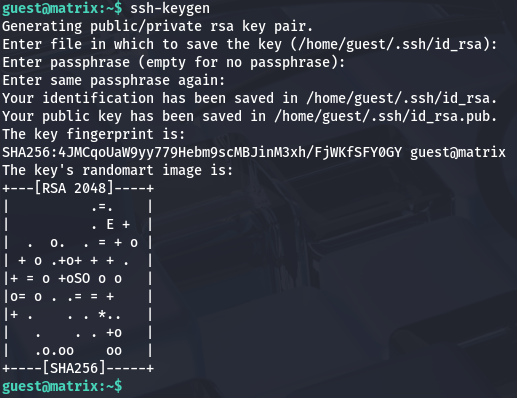 guest@matrix:~$ ssh-keygen
Generating public/private rsa key pair.
Enter file in which to save the key (/home/guest/.ssh/id_rsa):
Enter passphrase (empty for no passphrase):
Enter same passphrase again:
Your identification has been saved in /home/guest/.ssh/id_rsa.
Your public key has been saved in /home/guest/.ssh/id_rsa.pub.
The key fingerprint is:
SHA256:4JMCqoUaW9yy779Hebm9scMBJinM3xh/FjWKfSFY0GY guest@matrix
The key's randomart image is:
+---[RSA 2048]----+
|          .=.    |
|          . E +  |
|  .  o.  . = + o |
| + o .+o+ + + .  |
|+ = o +oSO o o   |
|o= o . .= = +    |
|+ .    . . *..   |
|   .    . . +o   |
|   .o.oo    oo   |
+----[SHA256]-----+
guest@matrix:~$